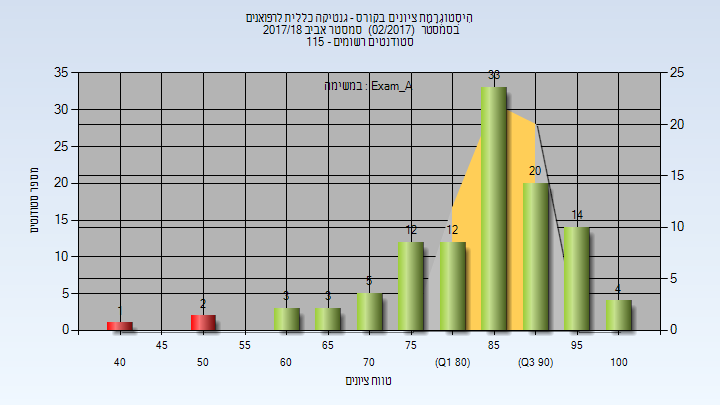 היסטוגרמת ציונים בקורס - גנטיקה כללית לרפואנים
בסמסטר (02/2017) סמסטר אביב 2017/18
סטודנטים רשומים - 115
במשימה : Exam_A
מספר סטודנטים
35 30 25 20 15 10 5 0
25 20 15 10 5 0
1 2 3 3 5 12 12 33 20 14 4
45 55 65 75 85 95
40 50 60 70 (Q1 80) (Q3 90) 100
טווח ציונים